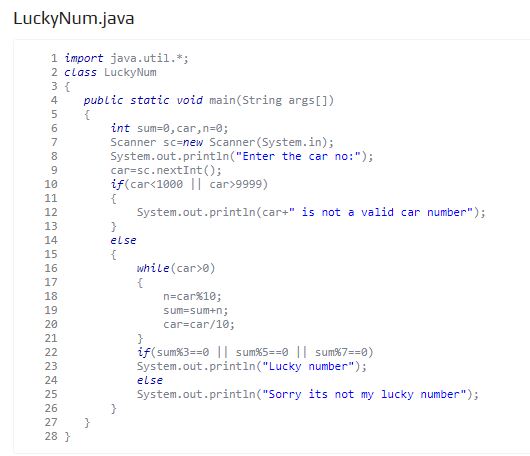 LuckyNum.java
1 import java.util.*;
2 class LuckyNum
3 {
4 public static void main(String args[])
5 {
6 int sum=0,car,n=0;
7 Scanner sc=new Scanner(System.in);
8 System.out.println("Enter the car no:");
9 car=sc.nextInt();
10 if(car<1000 || car>9999)
11 {
12 System.out.println(car+" is not a valid car number");
13 }
14 else
15 {
16 while(car>0)
17 {
18 n=car%10;
19 sum=sum+n;
20 car=car/10;
21 }
22 if(sum%3==0 || sum%5==0 || sum%7==0)
23 System.out.println("Lucky number");
24 else
25 System.out.println("Sorry its not my lucky number");
26 }
27 }
28 }